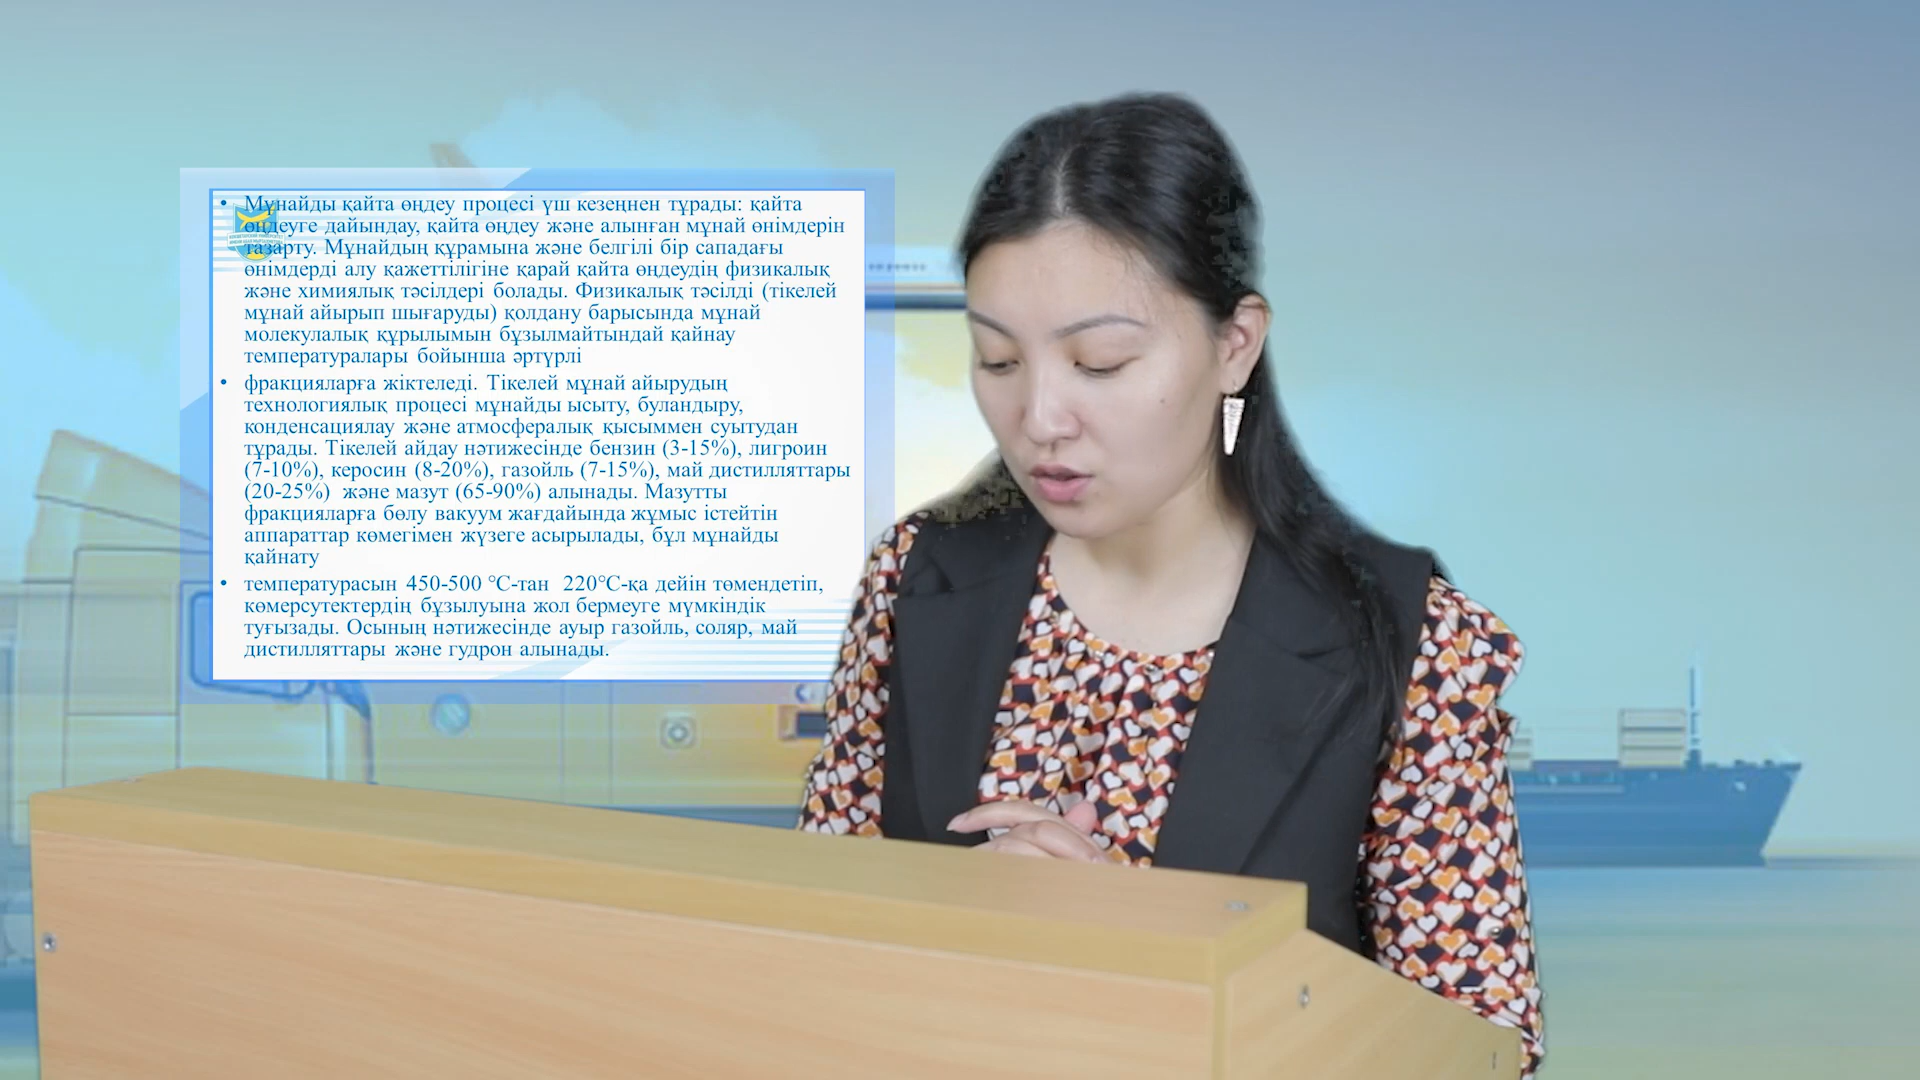 • Мұнайды қайта өңдеу процесі үш кезеңнен тұрады: қайта
өңдеуге дайындау, қайта өңдеу және алынған мұнай өнімдерін
тазарту. Мұнайдың құрамына және белгілі бір сападағы
өнімдерді алу қажеттілігіне қарай қайта өңдеудің физикалық
және химиялық тәсілдері болады. Физикалық тәсілді (тікелей
мұнай айырып шығаруды) қолдану барысында мұнай
молекулалық құрылымын бұзылмайтындай қайнау
температуралары бойынша әртүрлі
• фракцияларға жіктеледі. Тікелей мұнай айырудың
технологиялық процесі мұнайды ысыту, буландыру,
конденсациялау және атмосфералық қысыммен суытудан
тұрады. Тікелей айдау нәтижесінде бензин (3-15%), лигроин
(7-10%), керосин (8-20%), газойль (7-15%), май дистилляттары
(20-25%) және мазут (65-90%) алынады. Мазутты
фракцияларға бөлу вакуум жағдайында жұмыс істейтін
аппараттар көмегімен жүзеге асырылады, бұл мұнайды
қайнату
• температурасын 450-500 °С-тан 220°С-қа дейін төмендетіп,
көмерсутектердің бұзылуына жол бермеуге мүмкіндік
туғызады. Осының нәтижесінде ауыр газойль, соляр, май
дистилляттары және гудрон алынады.